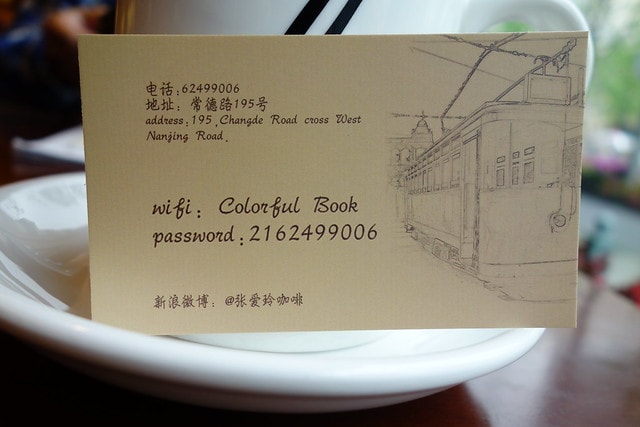 电话:62499006
地址: 常德路195号
address:195,Changde Road cross West
Nanjing Road.
wifi: Colorful Book
password:2162499006
新浪微博: @张爱玲咖啡